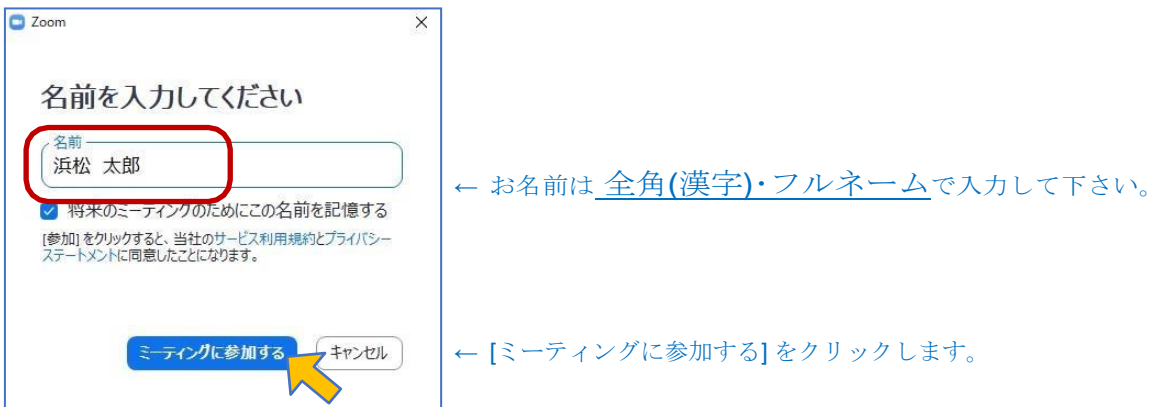 Zoom
名前を入力してください
名前
浜松 太郎
← お名前は 全角(漢字)・フルネームで入力して下さい。
将来のミーティングのためにこの名前を記憶する
[参加] をクリックすると、当社のサービス利用規約とプライバシー
ステートメントに同意したことになります。
ミーティングに参加する
キャンセル
← [ミーティングに参加する] をクリックします。